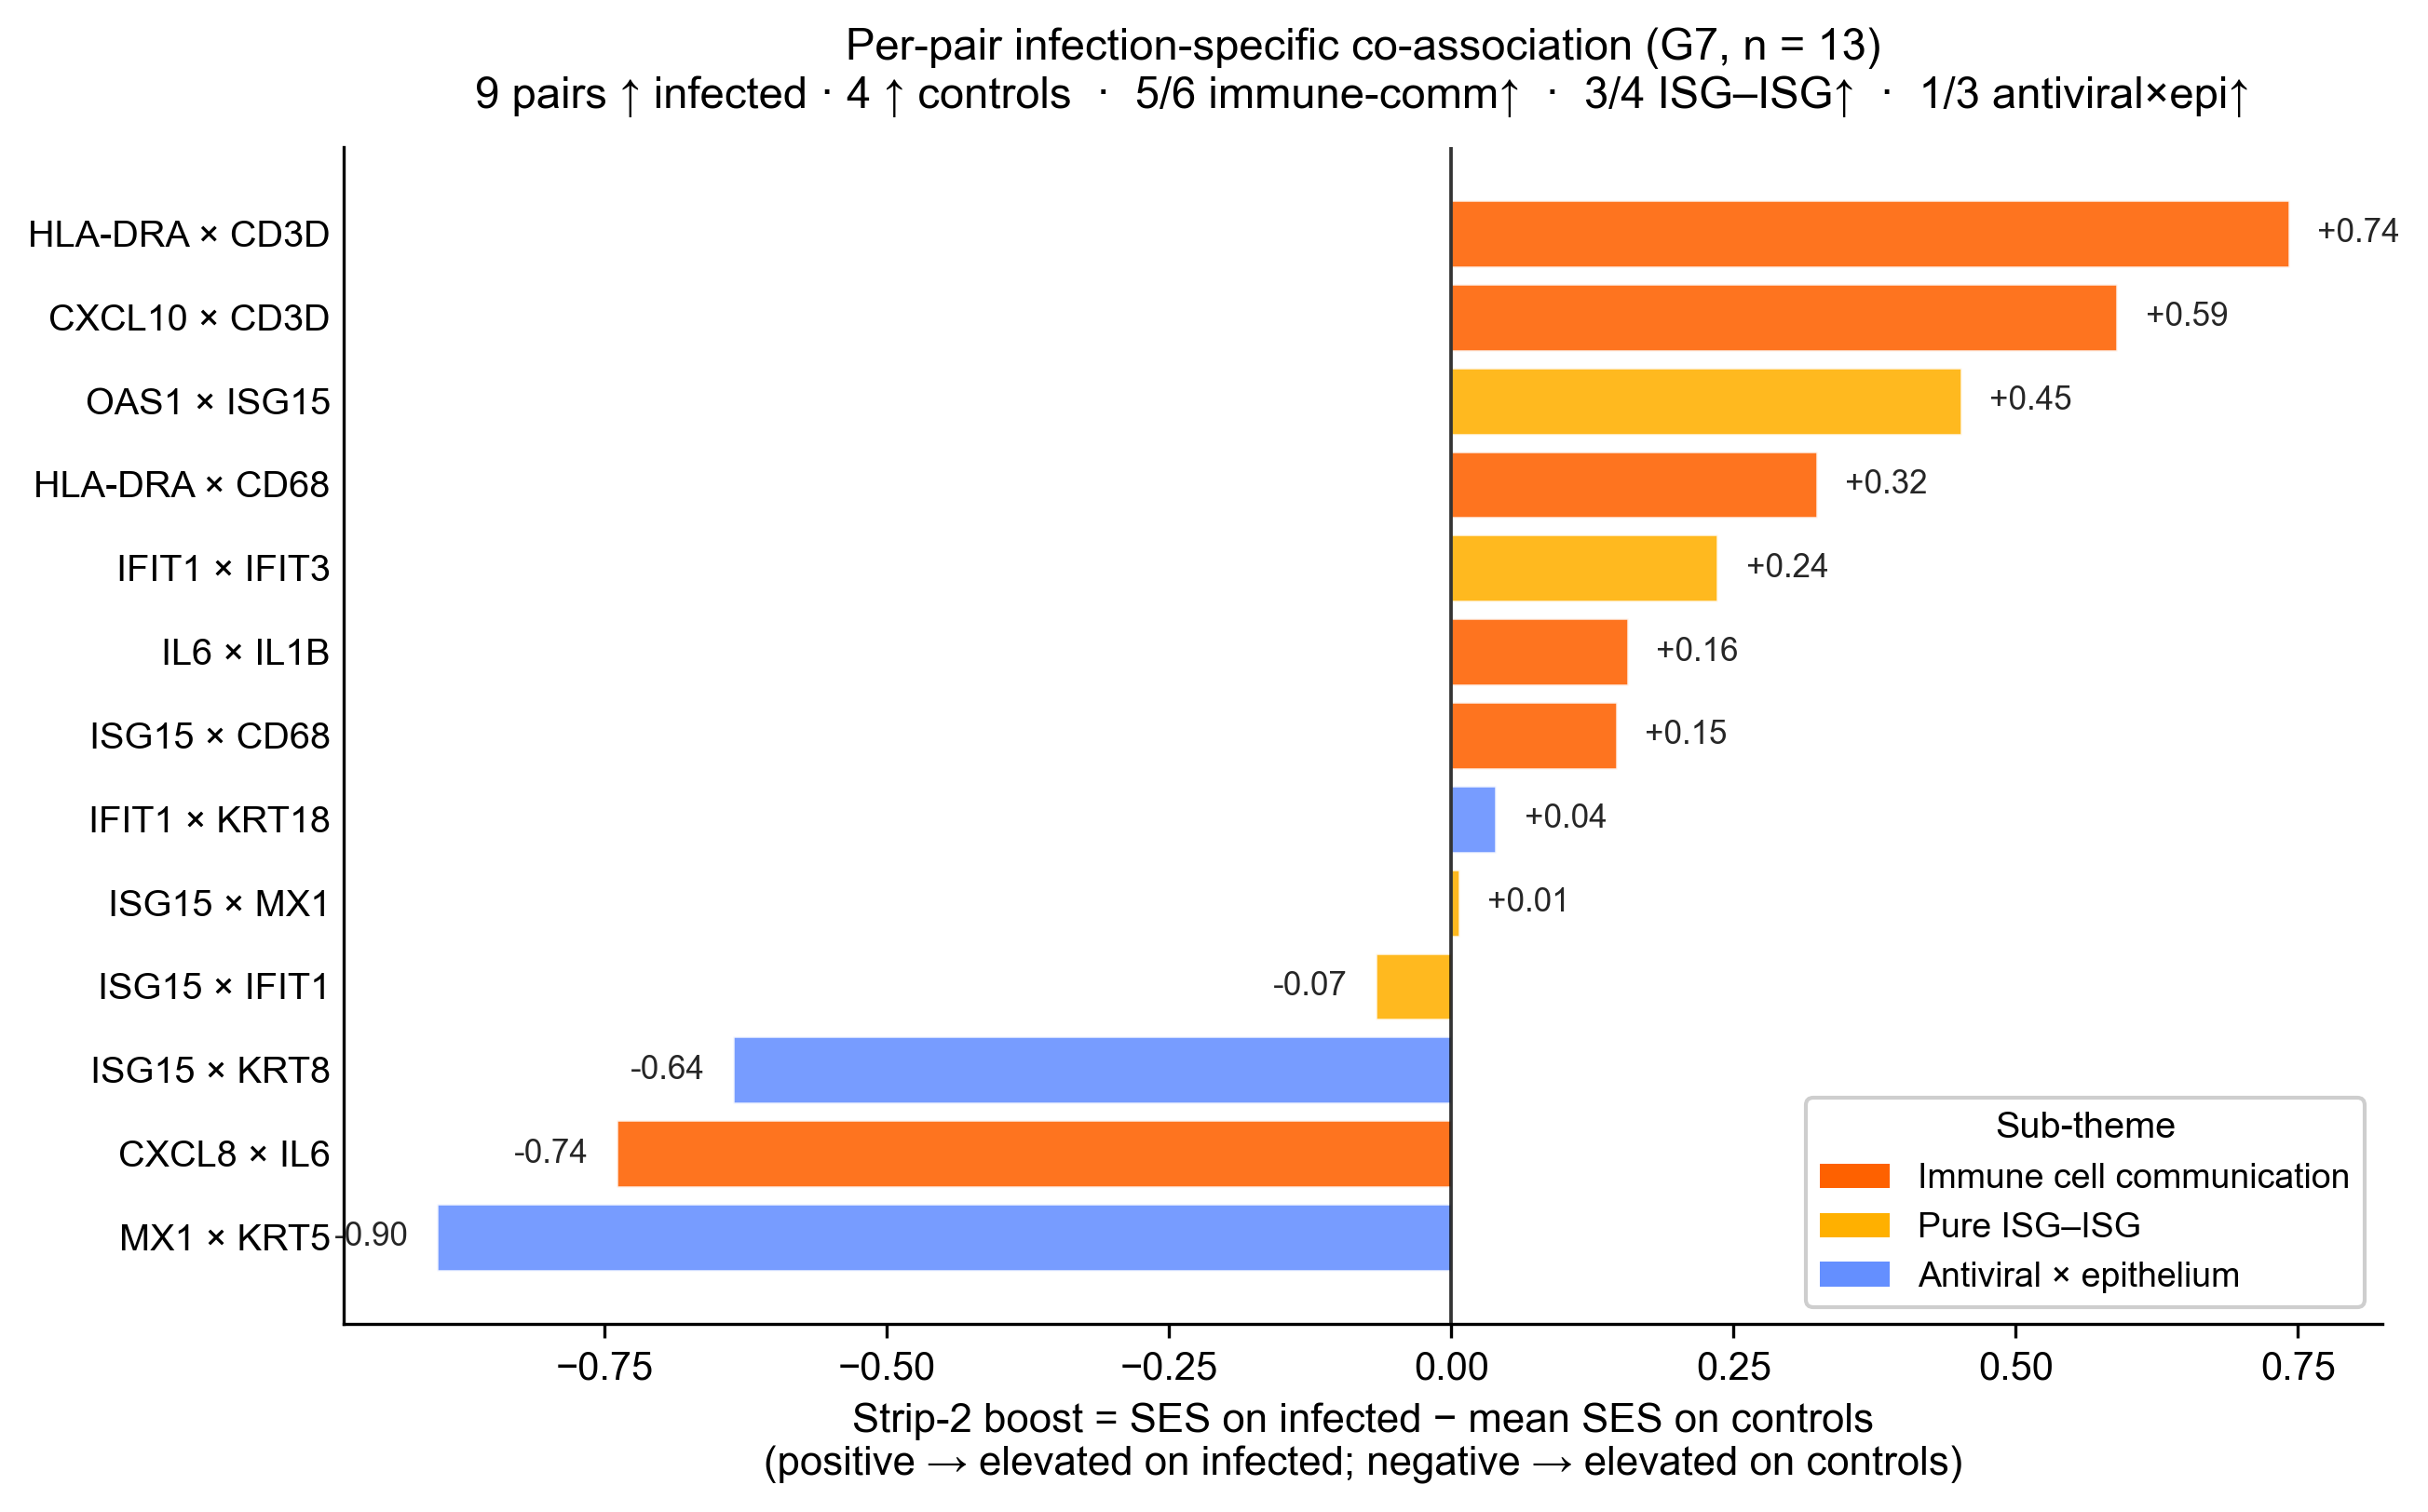 Per-pair infection-specific co-association (G7, n = 13)
9 pairs ↑ infected · 4 ↑ controls · 5/6 immune-comm↑ · 3/4 ISG–ISG↑ · 1/3 antiviral×epi↑
HLA-DRA × CD3D
+0.74
CXCL10 × CD3D
+0.59
OAS1 × ISG15
+0.45
HLA-DRA × CD68
+0.32
IFIT1 × IFIT3
+0.24
IL6 × IL1B
+0.16
ISG15 × CD68
+0.15
IFIT1 × KRT18
+0.04
ISG15 × MX1
+0.01
ISG15 × IFIT1
-0.07
ISG15 × KRT8
-0.64
CXCL8 × IL6
-0.74
MX1 × KRT5
-0.90
Sub-theme
Immune cell communication
Pure ISG–ISG
Antiviral × epithelium
−0.75 −0.50 −0.25 0.00 0.25 0.50 0.75
Strip-2 boost = SES on infected − mean SES on controls
(positive → elevated on infected; negative → elevated on controls)